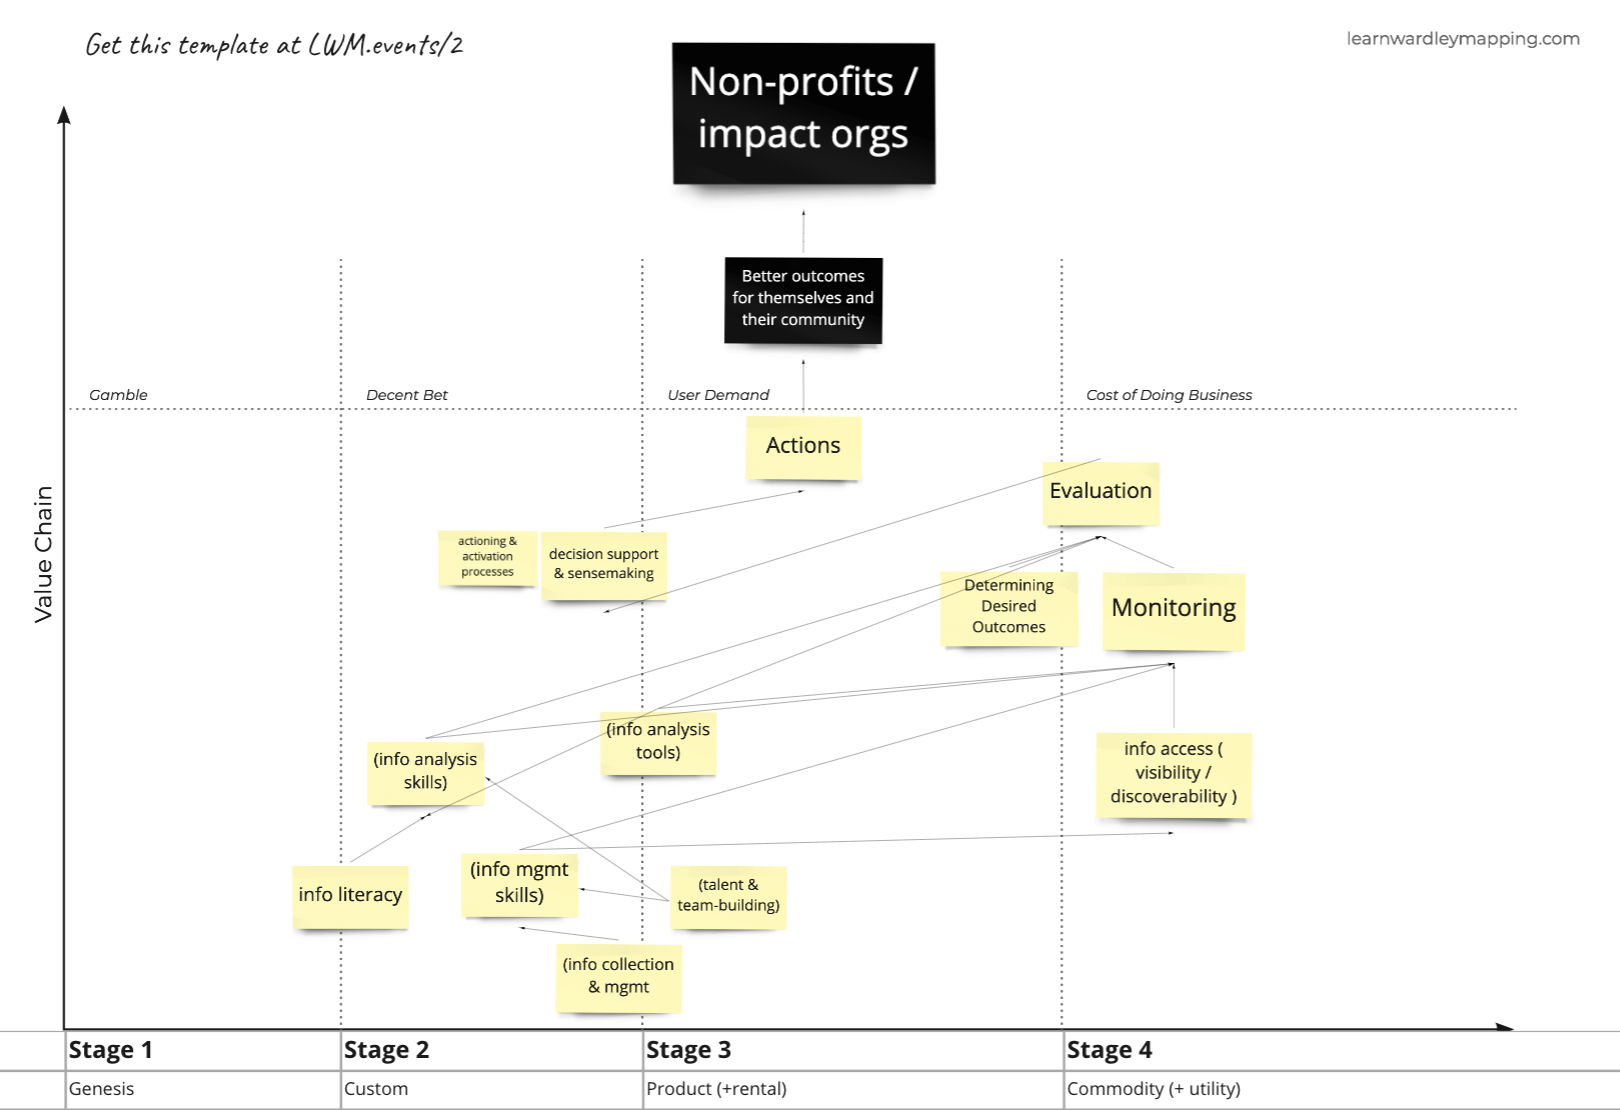 Get this template at LWM.events/2
learnwardleymapping.com
Non-profits /
impact orgs
Better outcomes
for themselves and
their community
Gamble
Decent Bet
User Demand
Cost of Doing Business
Value Chain
Actions
Evaluation
actioning &
activation
processes
decision support
& sensemaking
Determining
Desired
Outcomes
Monitoring
(info analysis
tools)
(info analysis
skills)
info access (
visibility /
discoverability )
info literacy
(info mgmt
skills)
(talent &
team-building)
(info collection
& mgmt
Stage 1
Stage 2
Stage 3
Stage 4
Genesis
Custom
Product (+rental)
Commodity (+ utility)